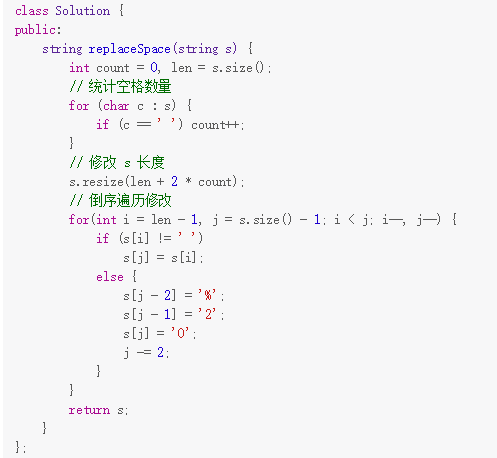 class Solution {
public:
    string replaceSpace(string s) {
        int count = 0, len = s.size();
        // 统计空格数量
        for (char c : s) {
            if (c == ' ') count++;
        }
        // 修改 s 长度
        s.resize(len + 2 * count);
        // 倒序遍历修改
        for(int i = len - 1, j = s.size() - 1; i < j; i--, j--) {
            if (s[i] != ' ')
                s[j] = s[i];
            else {
                s[j - 2] = '%';
                s[j - 1] = '2';
                s[j] = '0';
                j -= 2;
            }
        }
        return s;
    }
};